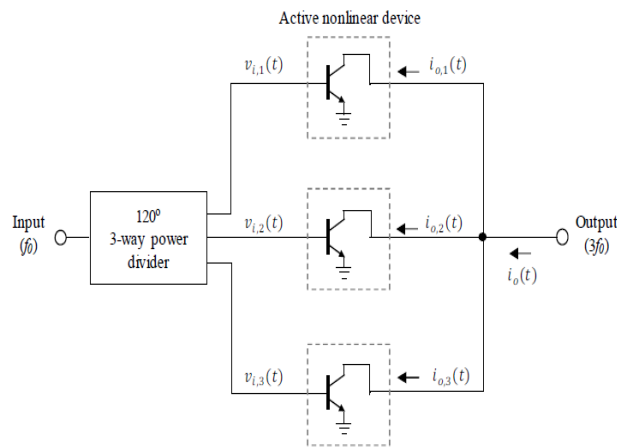 Active nonlinear device
v_{i,1}(t)
i_{o,1}(t)
120⁰
3-way power
divider
Input
(f₀)
v_{i,2}(t)
i_{o,2}(t)
Output
(3f₀)
i_o(t)
v_{i,3}(t)
i_{o,3}(t)